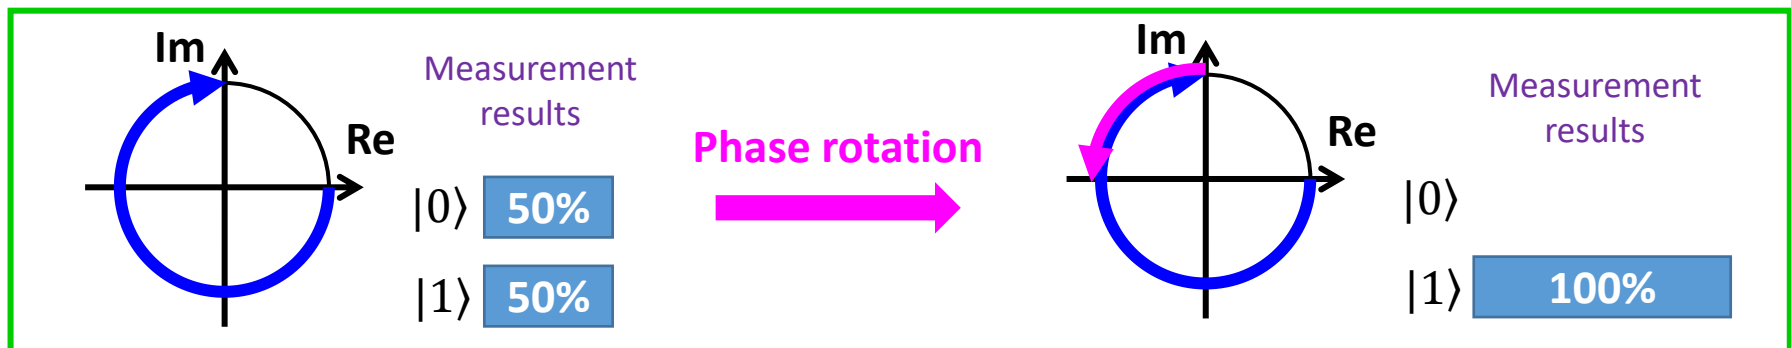 Im
Measurement
results
Re
|0⟩ 50%
|1⟩ 50%
Phase rotation
Im
Measurement
results
Re
|0⟩
|1⟩ 100%